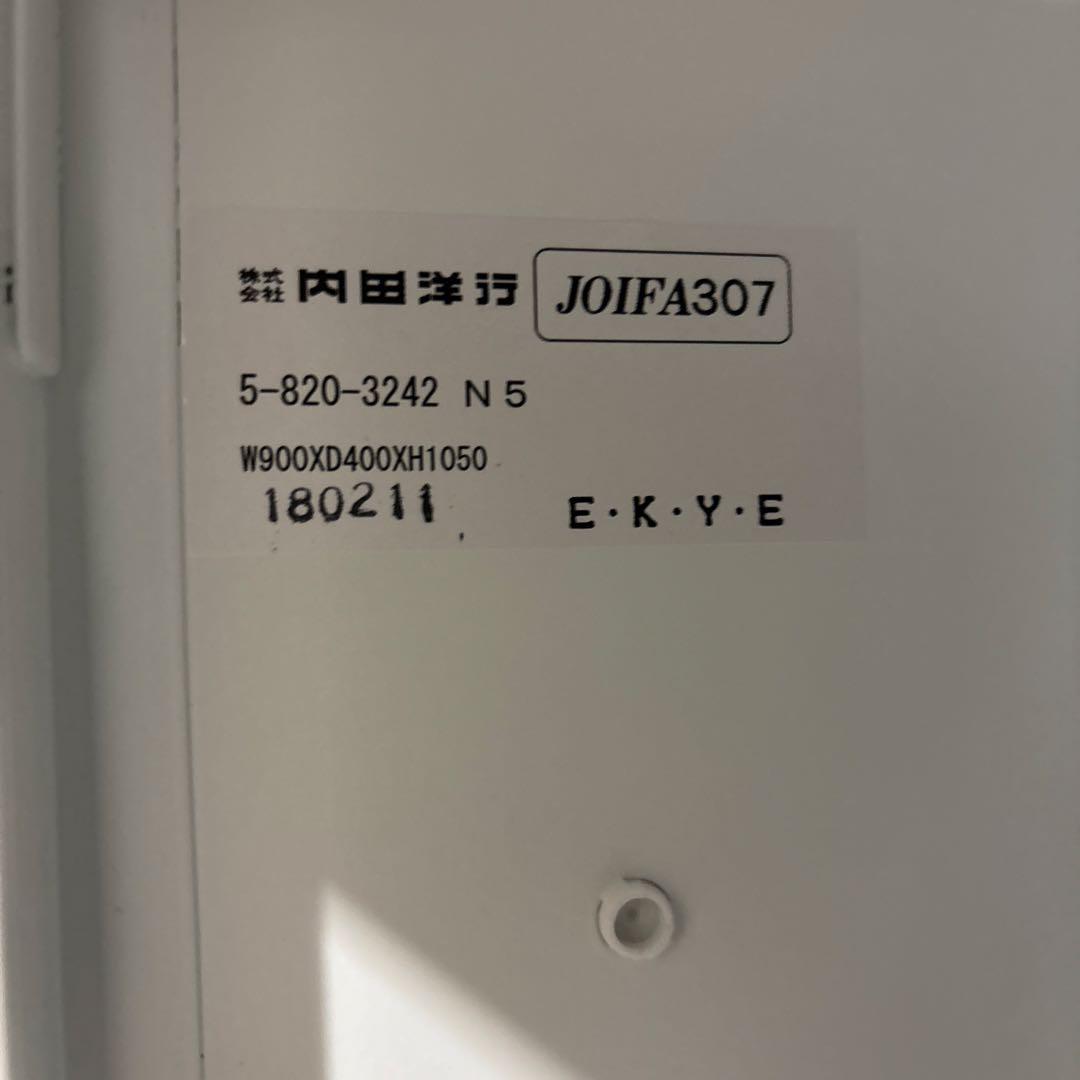 株式会社 内田洋行 JOIFA307
5-820-3242 N5
W900XD400XH1050
180211 E・K・Y・E